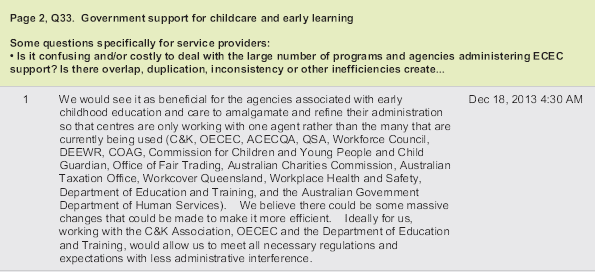 Page 2, Q33. Government support for childcare and early learning
Some questions specifically for service providers:
• Is it confusing and/or costly to deal with the large number of programs and agencies administering ECEC
support? Is there overlap, duplication, inconsistency or other inefficiencies create...
1 We would see it as beneficial for the agencies associated with early Dec 18, 2013 4:30 AM
childhood education and care to amalgamate and refine their administration
so that centres are only working with one agent rather than the many that are
currently being used (C&K, OECEC, ACECQA, QSA, Workforce Council,
DEEWR, COAG, Commission for Children and Young People and Child
Guardian, Office of Fair Trading, Australian Charities Commission, Australian
Taxation Office, Workcover Queensland, Workplace Health and Safety,
Department of Education and Training, and the Australian Government
Department of Human Services). We believe there could be some massive
changes that could be made to make it more efficient. Ideally for us,
working with the C&K Association, OECEC and the Department of Education
and Training, would allow us to meet all necessary regulations and
expectations with less administrative interference.